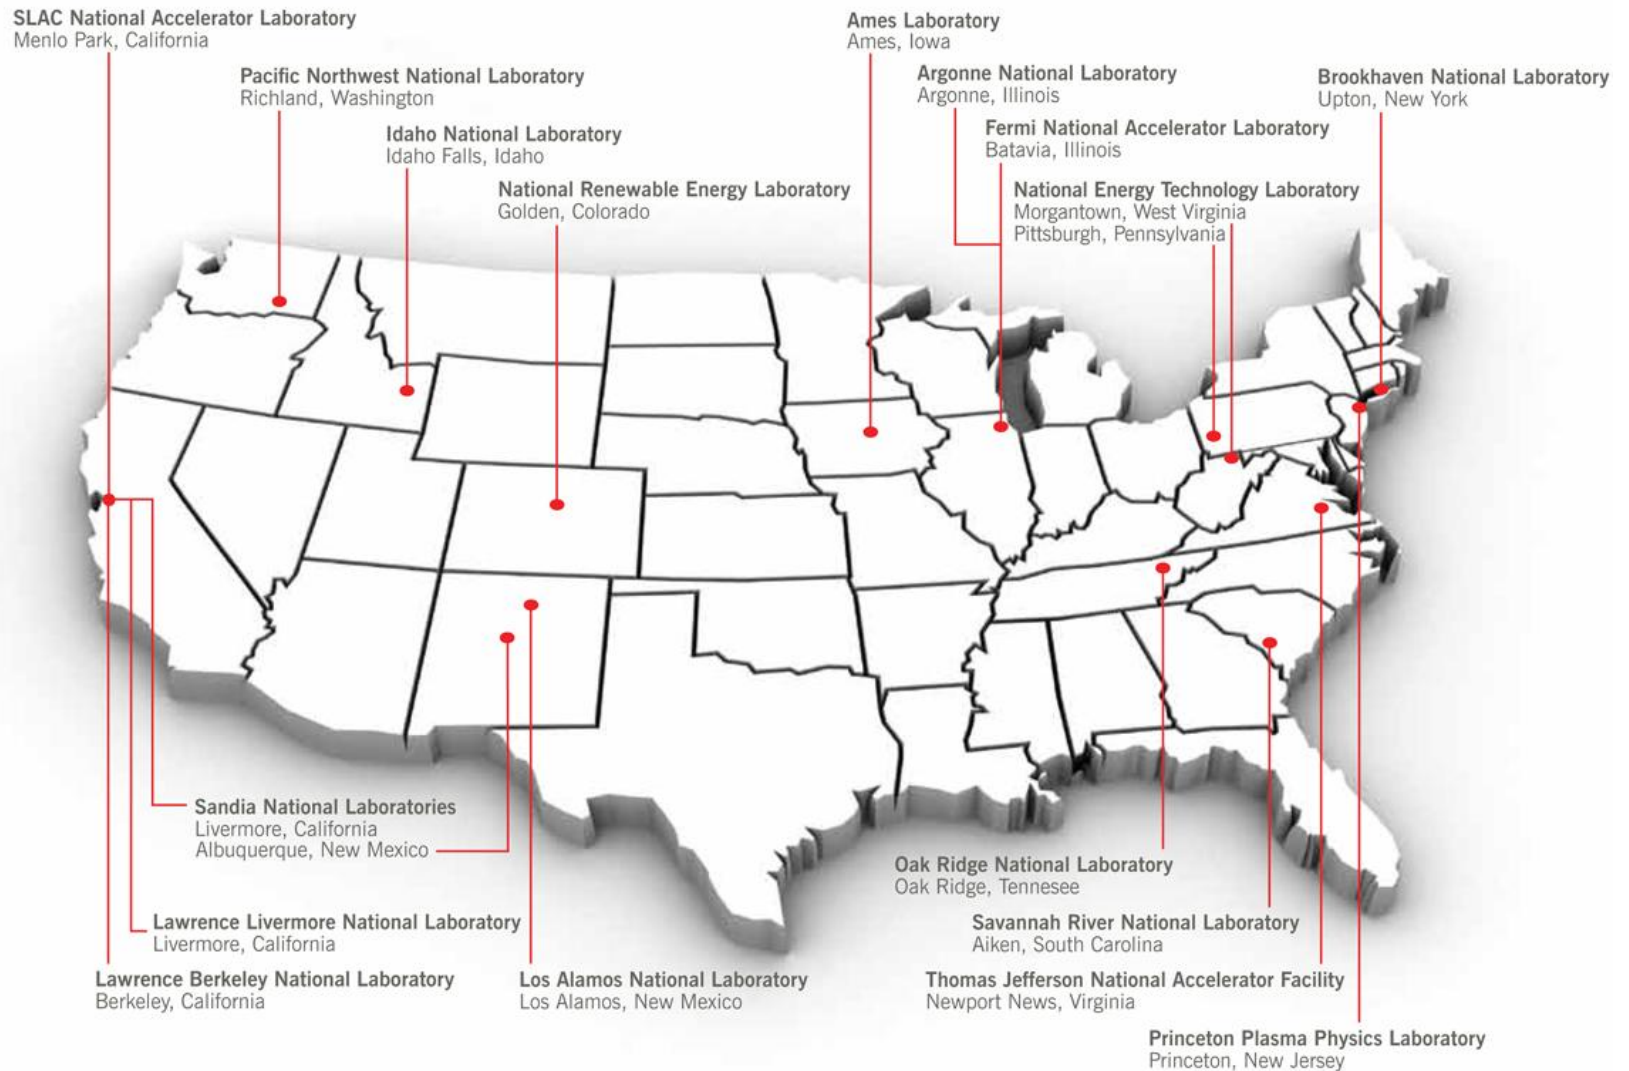 SLAC National Accelerator Laboratory
Menlo Park, California
Pacific Northwest National Laboratory
Richland, Washington
Idaho National Laboratory
Idaho Falls, Idaho
National Renewable Energy Laboratory
Golden, Colorado
Ames Laboratory
Ames, Iowa
Argonne National Laboratory
Argonne, Illinois
Fermi National Accelerator Laboratory
Batavia, Illinois
National Energy Technology Laboratory
Morgantown, West Virginia
Pittsburgh, Pennsylvania
Brookhaven National Laboratory
Upton, New York
Sandia National Laboratories
Livermore, California
Albuquerque, New Mexico
Lawrence Livermore National Laboratory
Livermore, California
Lawrence Berkeley National Laboratory
Berkeley, California
Los Alamos National Laboratory
Los Alamos, New Mexico
Oak Ridge National Laboratory
Oak Ridge, Tennesee
Savannah River National Laboratory
Aiken, South Carolina
Thomas Jefferson National Accelerator Facility
Newport News, Virginia
Princeton Plasma Physics Laboratory
Princeton, New Jersey